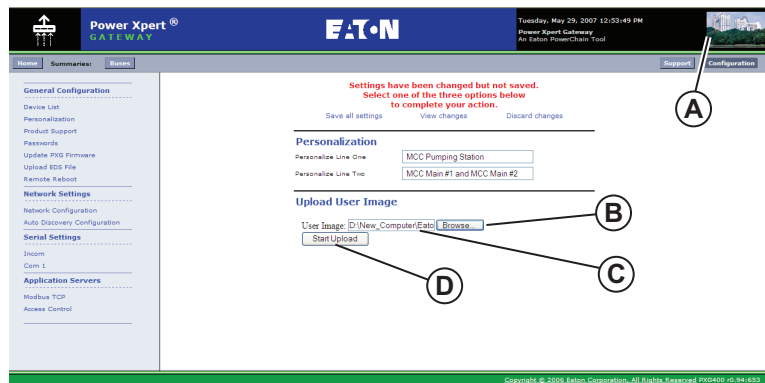 Power Xpert ®
GATEWAY
EATON
Tuesday, May 29, 2007 12:53:49 PM
Power Xpert Gateway
An Eaton PowerChain Tool
Home Summaries: Buses
Support Configuration
A
General Configuration
Device List
Personalization
Product Support
Passwords
Update PXG Firmware
Upload EDS File
Remote Reboot
Network Settings
Network Configuration
Auto Discovery Configuration
Serial Settings
Incom
Com 1
Application Servers
Modbus TCP
Access Control
Settings have been changed but not saved.
Select one of the three options below
to complete your action.
Save all settings View changes Discard changes
Personalization
Personalize Line One MCC Pumping Station
Personalize Line Two MCC Main #1 and MCC Main #2
Upload User Image
User Image: D:\New_Computer\Eato Browse...
Start Upload
B
C
D
Copyright © 2006 Eaton Corporation, All Rights Reserved PXG400 r0.94:653